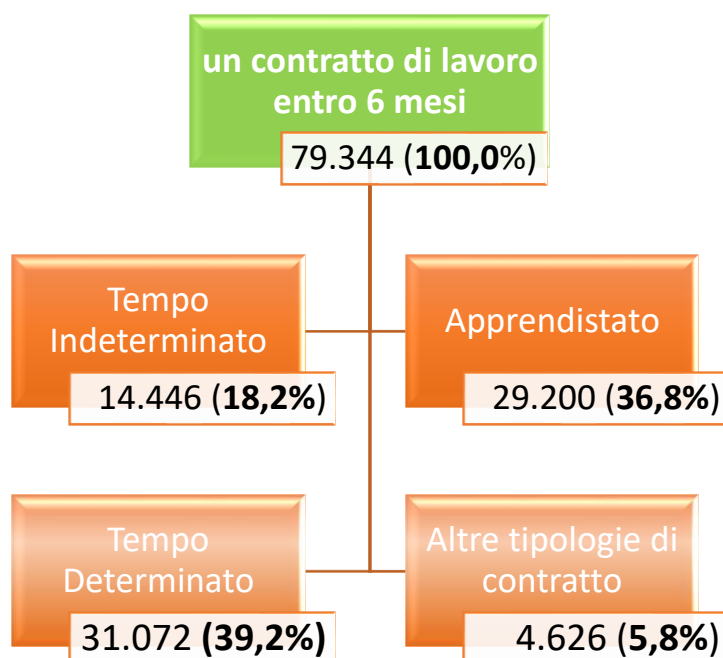 un contratto di lavoro
entro 6 mesi
79.344 (100,0%)
Tempo
Indeterminato
14.446 (18,2%)
Apprendistato
29.200 (36,8%)
Tempo
Determinato
31.072 (39,2%)
Altre tipologie di
contratto
4.626 (5,8%)